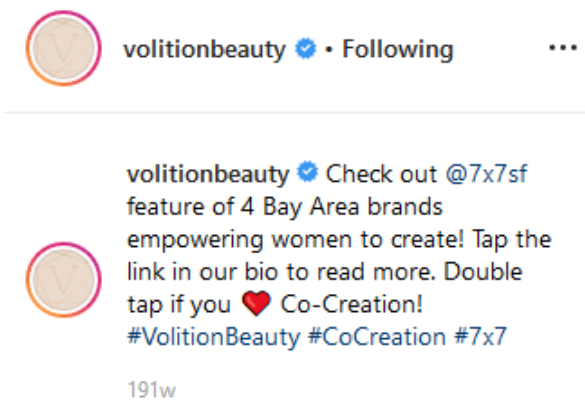 volitionbeauty • Following
volitionbeauty Check out @7x7sf
feature of 4 Bay Area brands
empowering women to create! Tap the
link in our bio to read more. Double
tap if you ❤️ Co-Creation!
#VolitionBeauty #CoCreation #7x7
191w